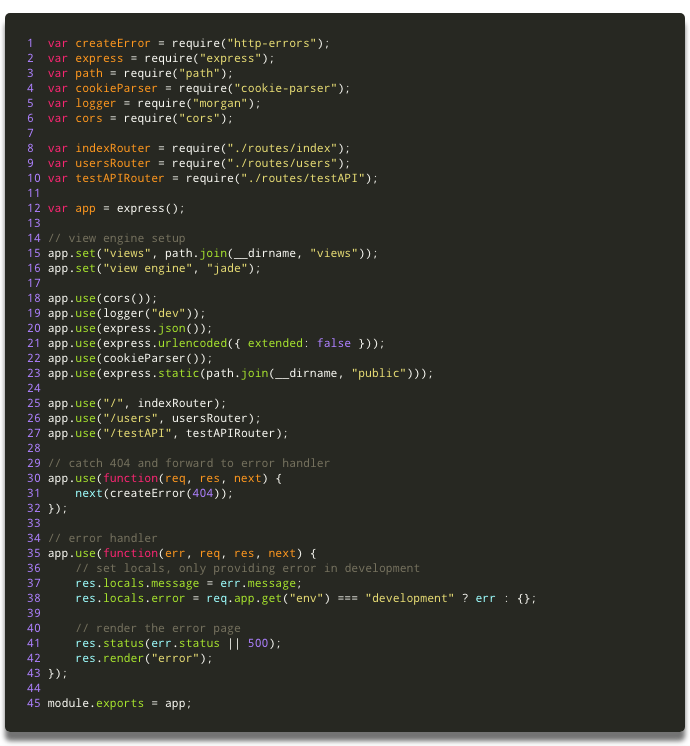 1 var createError = require("http-errors");
2 var express = require("express");
3 var path = require("path");
4 var cookieParser = require("cookie-parser");
5 var logger = require("morgan");
6 var cors = require("cors");
7
8 var indexRouter = require("./routes/index");
9 var usersRouter = require("./routes/users");
10 var testAPIRouter = require("./routes/testAPI");
11
12 var app = express();
13
14 // view engine setup
15 app.set("views", path.join(__dirname, "views"));
16 app.set("view engine", "jade");
17
18 app.use(cors());
19 app.use(logger("dev"));
20 app.use(express.json());
21 app.use(express.urlencoded({ extended: false }));
22 app.use(cookieParser());
23 app.use(express.static(path.join(__dirname, "public")));
24
25 app.use("/", indexRouter);
26 app.use("/users", usersRouter);
27 app.use("/testAPI", testAPIRouter);
28
29 // catch 404 and forward to error handler
30 app.use(function(req, res, next) {
31     next(createError(404));
32 });
33
34 // error handler
35 app.use(function(err, req, res, next) {
36     // set locals, only providing error in development
37     res.locals.message = err.message;
38     res.locals.error = req.app.get("env") === "development" ? err : {};
39
40     // render the error page
41     res.status(err.status || 500);
42     res.render("error");
43 });
44
45 module.exports = app;